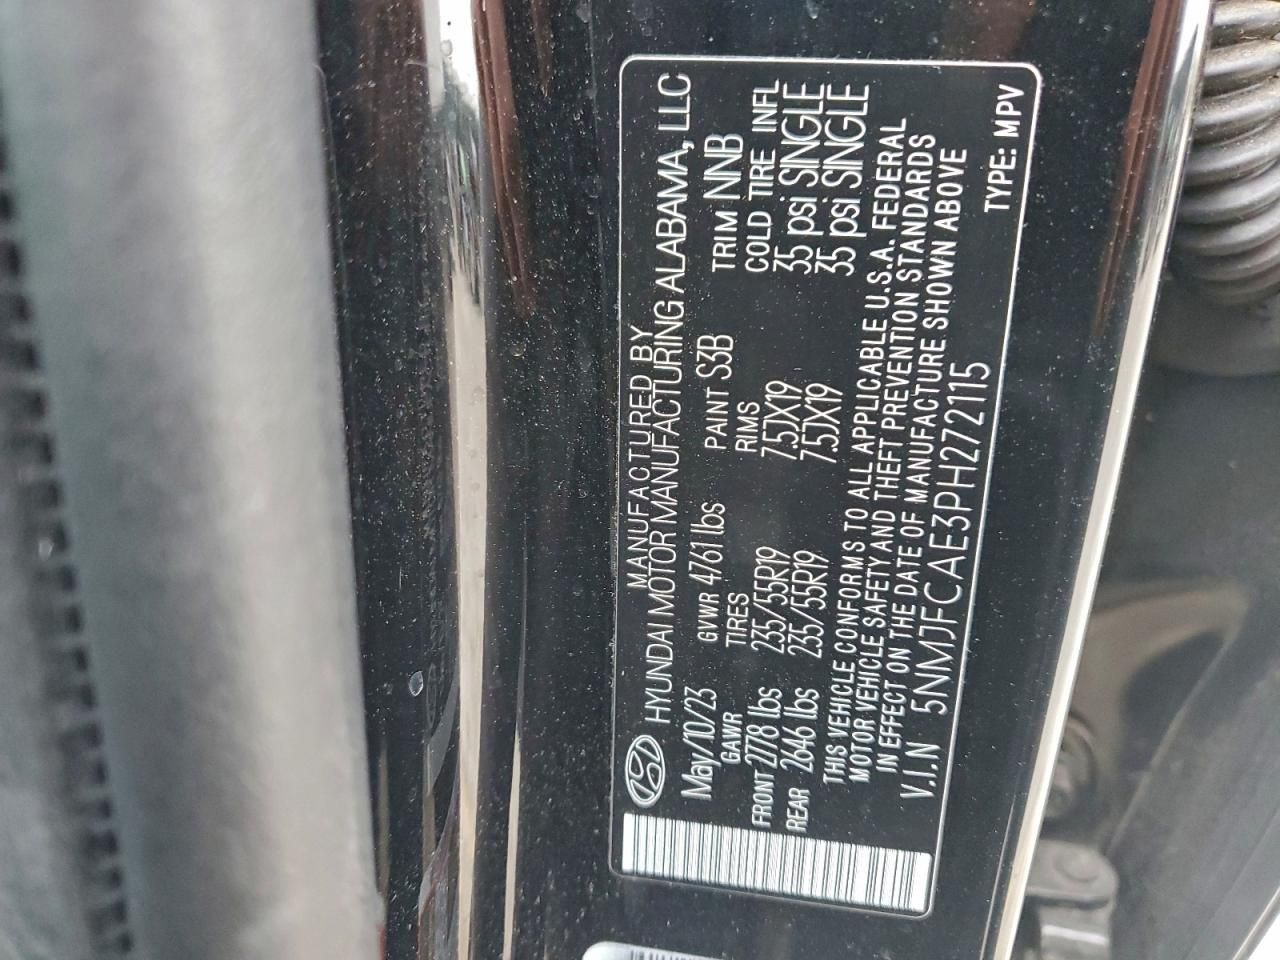 MANUFACTURED BY
HYUNDAI MOTOR MANUFACTURING ALABAMA, LLC
May/10/23 GVWR 4761 lbs PAINT S3B TRIM NNB
GAWR TIRES RIMS COLD TIRE INFL
FRONT 2778 lbs 235/55R19 7.5JX19 35 psi SINGLE
REAR 2646 lbs 235/55R19 7.5JX19 35 psi SINGLE
THIS VEHICLE CONFORMS TO ALL APPLICABLE U.S.A. FEDERAL
MOTOR VEHICLE SAFETY AND THEFT PREVENTION STANDARDS
IN EFFECT ON THE DATE OF MANUFACTURE SHOWN ABOVE
V.I.N 5NMJFCAE3PH272115 TYPE: MPV